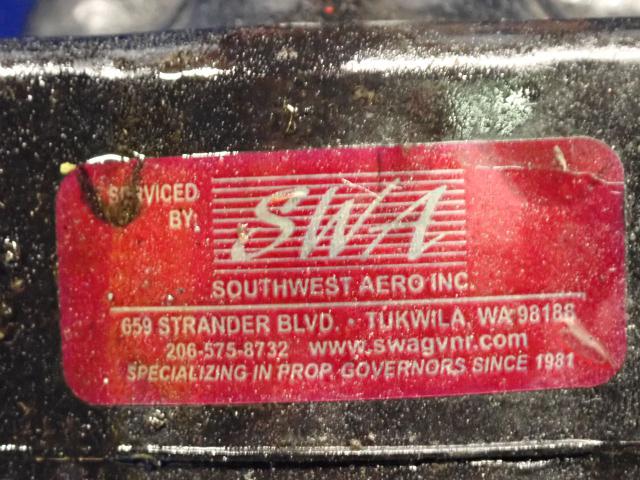 SERVICED
BY:
SWA
SOUTHWEST AERO INC.
659 STRANDER BLVD. • TUKWILA, WA 98188
206-575-8732 www.swagvnr.com
SPECIALIZING IN PROP GOVERNORS SINCE 1981